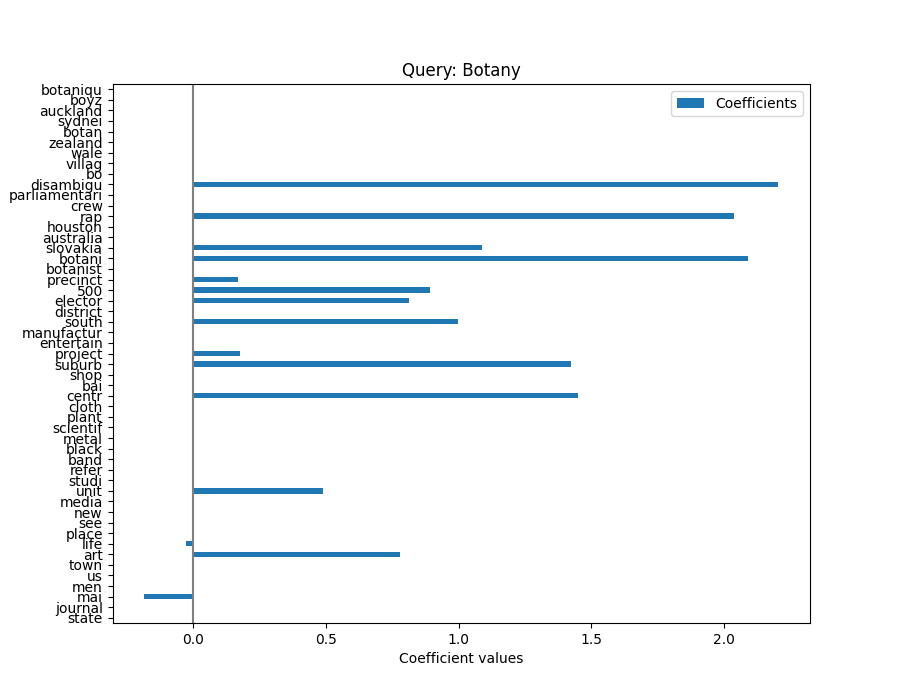 Query: Botany
Coefficients
botaniqu
boyz
auckland
sydnei
botan
zealand
wale
villag
bo
disambigu
parliamentari
crew
rap
houston
australia
slovakia
botani
botanist
precinct
500
elector
district
south
manufactur
entertain
project
suburb
shop
bai
centr
cloth
plant
scientif
metal
black
band
refer
studi
unit
media
new
see
place
life
art
town
us
men
mai
journal
state
0.0 0.5 1.0 1.5 2.0
Coefficient values